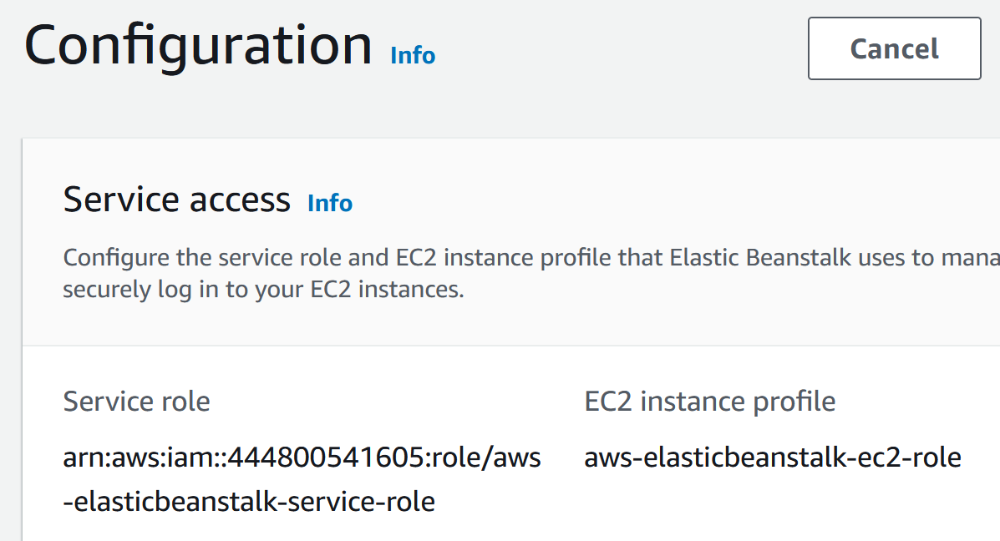 Configuration Info
Cancel
Service access Info
Configure the service role and EC2 instance profile that Elastic Beanstalk uses to mana
securely log in to your EC2 instances.
Service role
arn:aws:iam::444800541605:role/aws
-elasticbeanstalk-service-role
EC2 instance profile
aws-elasticbeanstalk-ec2-role